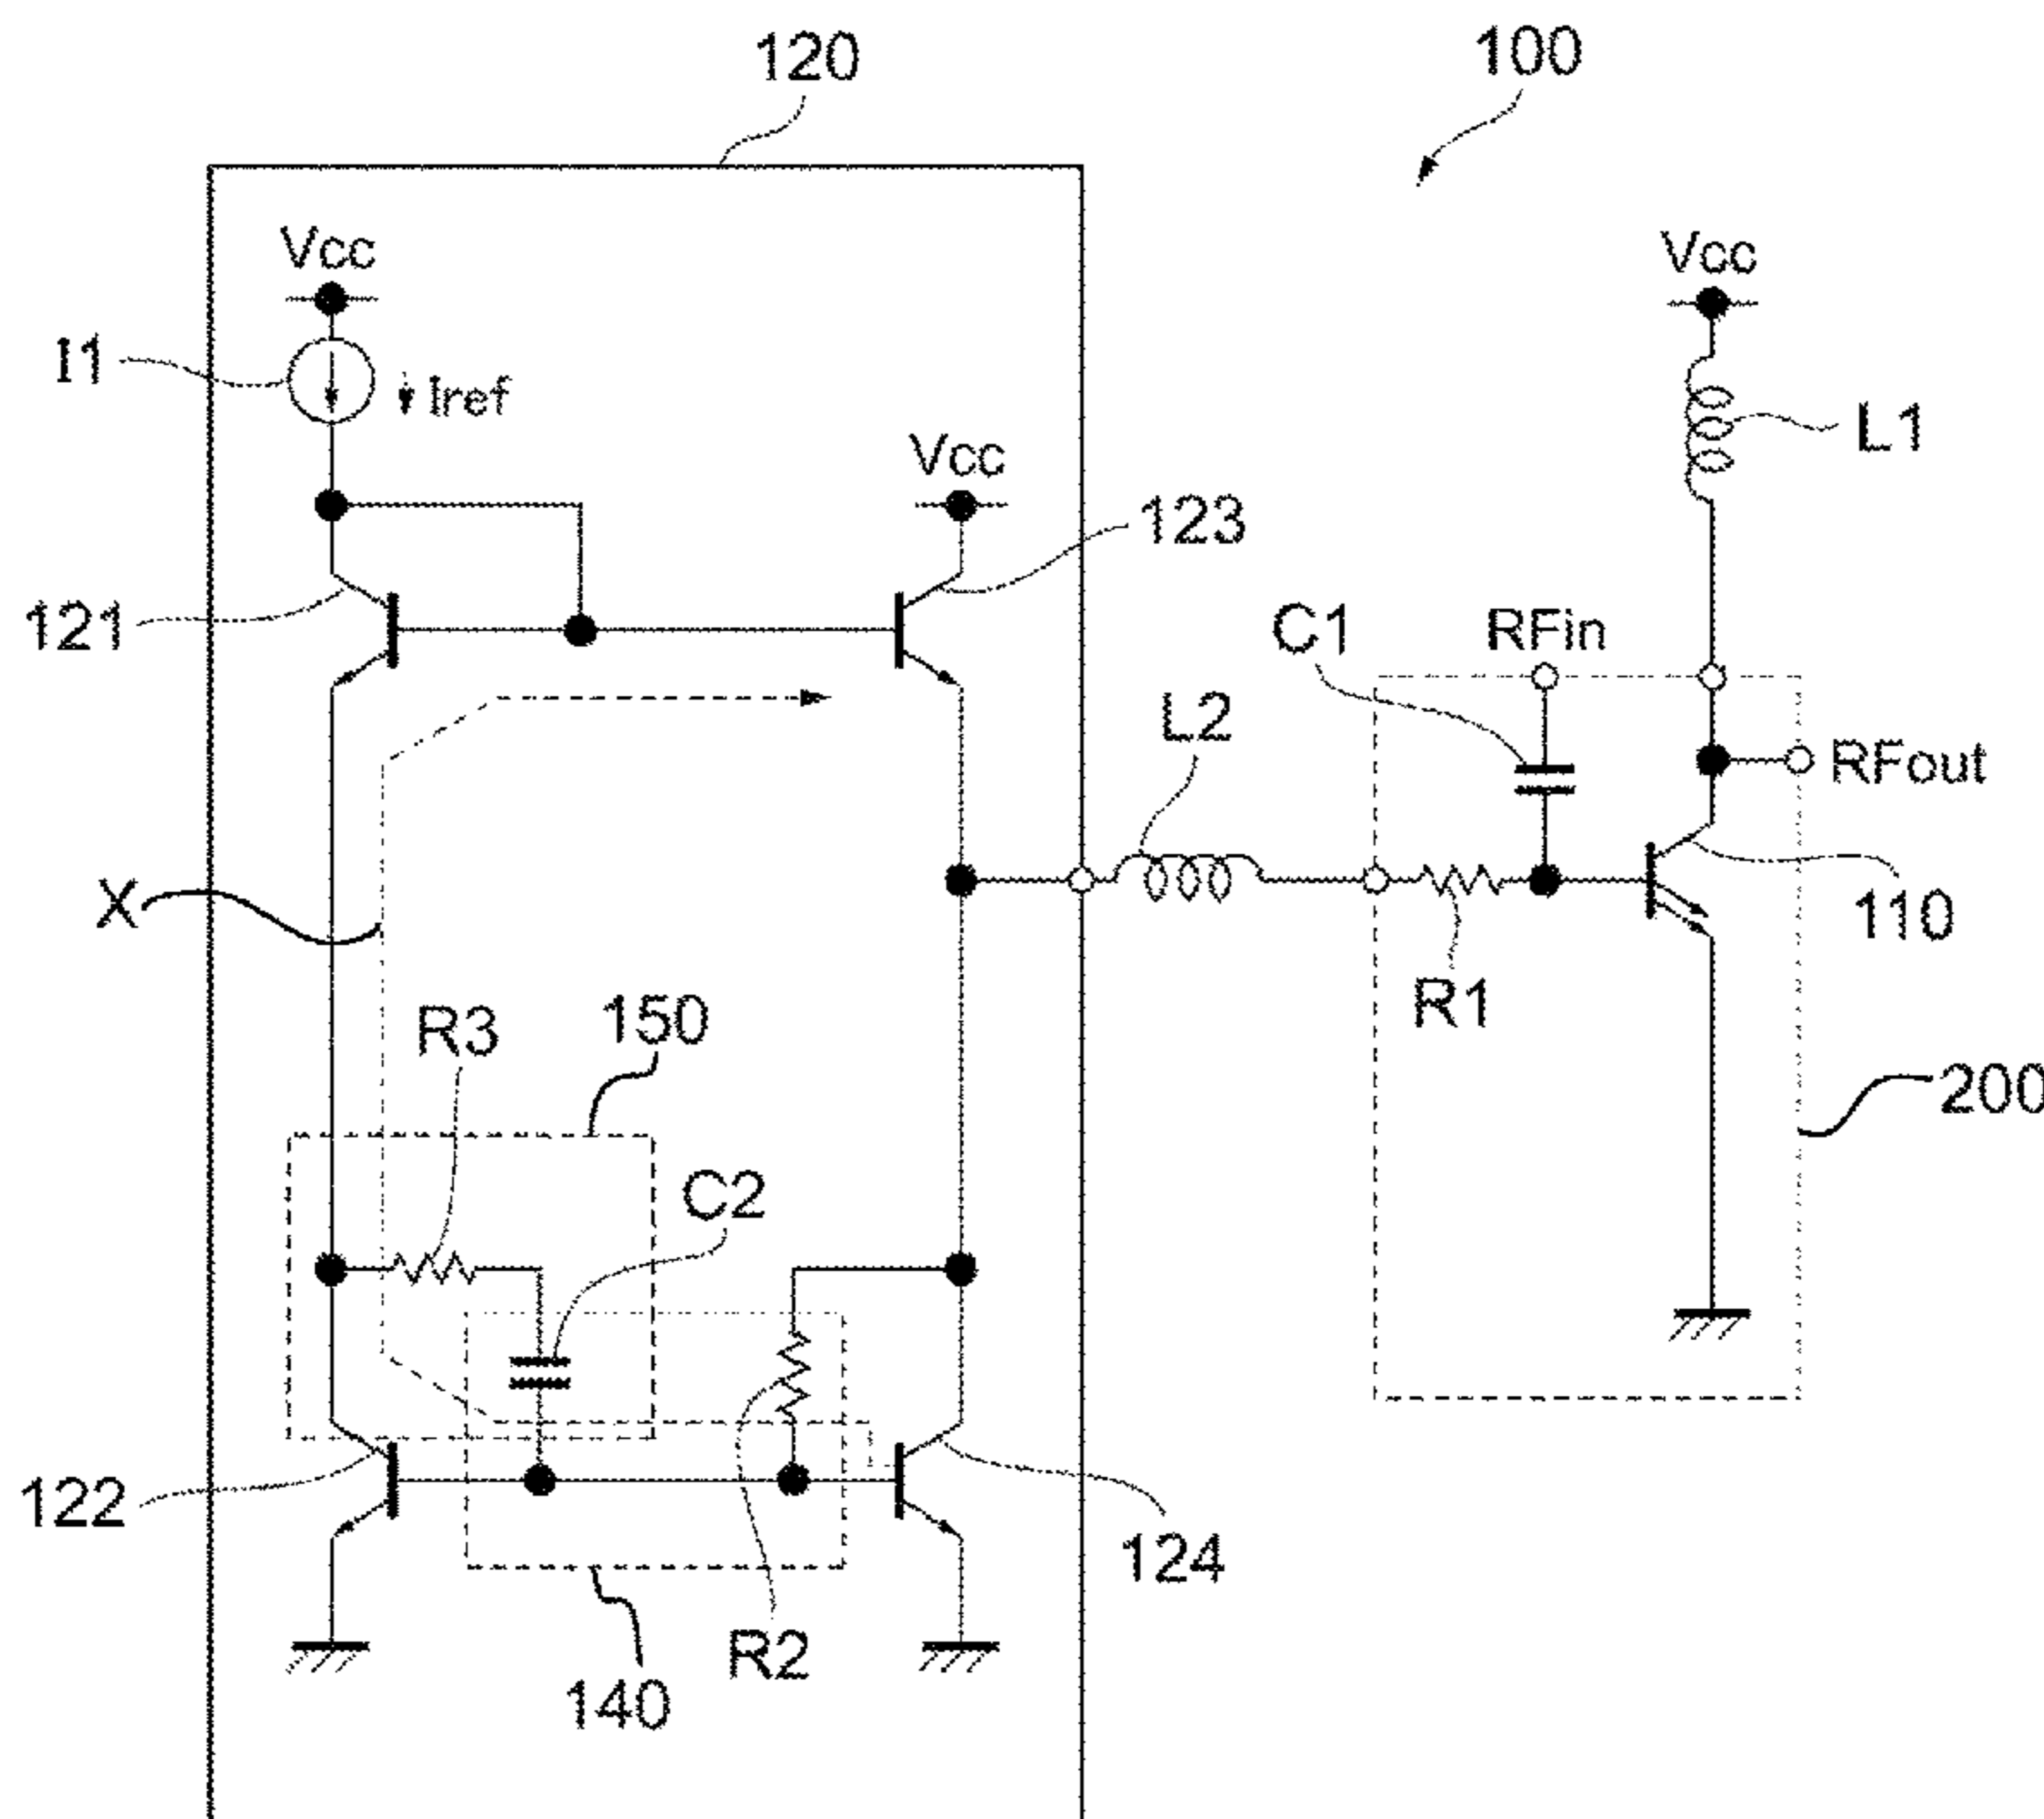 120
100
Vcc
Vcc
I1
Iref
L1
Vcc
123
121
C1
RFin
L2
RFout
X
110
R1
150
R3
200
C2
122
124
R2
140